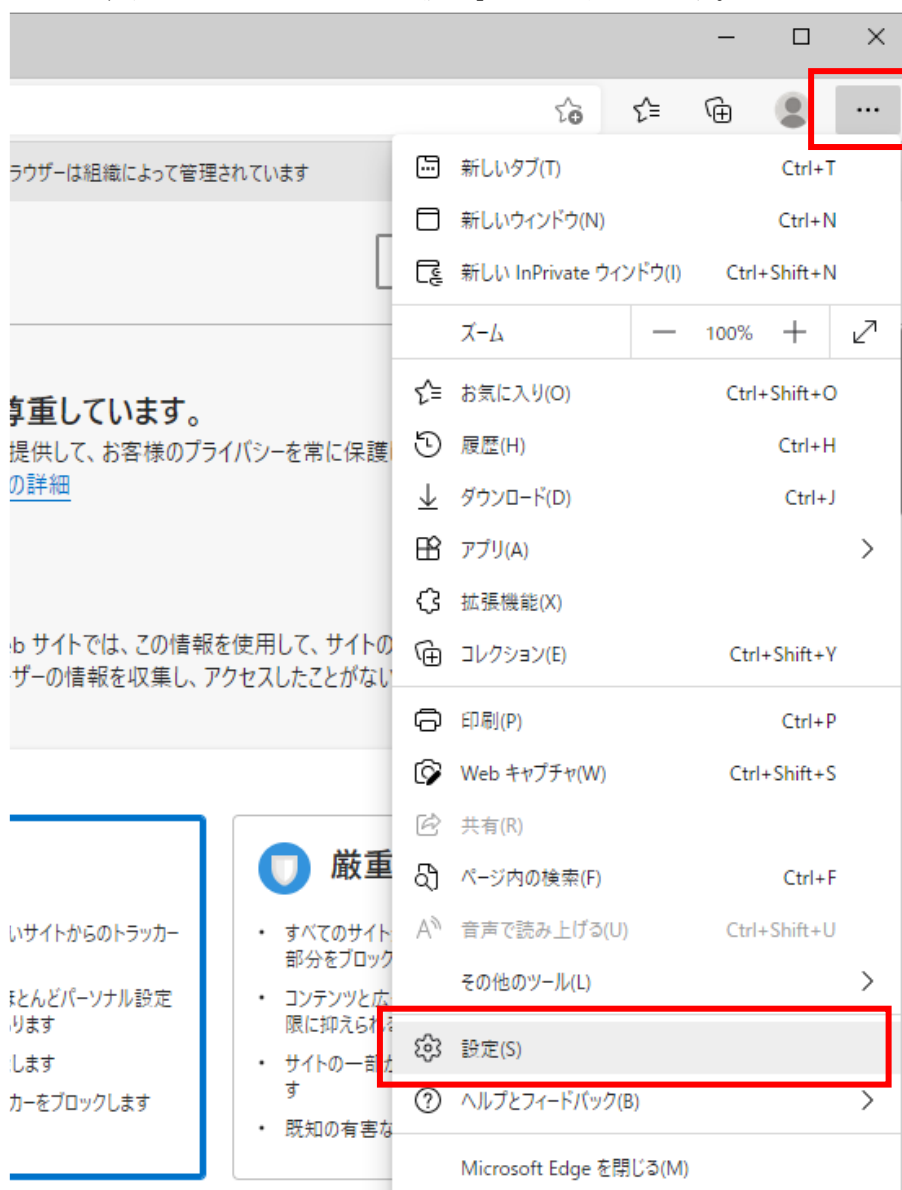 ラウザーは組織によって管理されています
新しいタブ(T) Ctrl+T
新しいウィンドウ(N) Ctrl+N
新しい InPrivate ウィンドウ(I) Ctrl+Shift+N
ズーム 100%
お気に入り(O) Ctrl+Shift+O
履歴(H) Ctrl+H
ダウンロード(D) Ctrl+J
アプリ(A)
拡張機能(X)
コレクション(E) Ctrl+Shift+Y
印刷(P) Ctrl+P
Web キャプチャ(W) Ctrl+Shift+S
共有(R)
ページ内の検索(F) Ctrl+F
音声で読み上げる(U) Ctrl+Shift+U
その他のツール(L)
設定(S)
ヘルプとフィードバック(B)
Microsoft Edge を閉じる(M)
尊重しています。
提供して、お客様のプライバシーを常に保護
の詳細
eb サイトでは、この情報を使用して、サイトの
ーザーの情報を収集し、アクセスしたことがない
いサイトからのトラッカー
ほとんどパーソナル設定
ります
します
カーをブロックします
厳重
• すべてのサイト
部分をブロック
• コンテンツと広
限に抑えられ
• サイトの一部が
す
• 既知の有害な